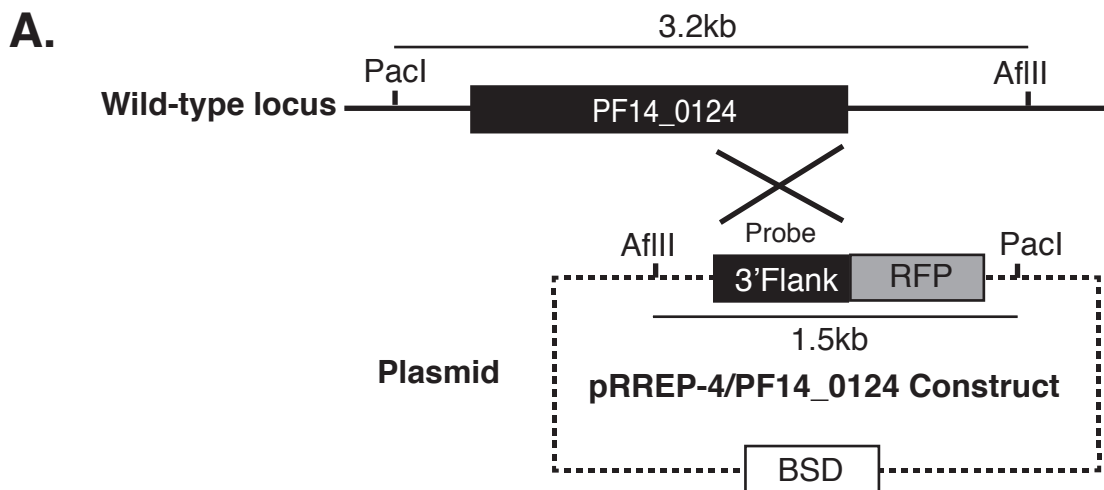 A.
3.2kb
PacI
AflII
Wild-type locus
PF14_0124
Probe
AflII
PacI
3'Flank
RFP
1.5kb
Plasmid
pRREP-4/PF14_0124 Construct
BSD